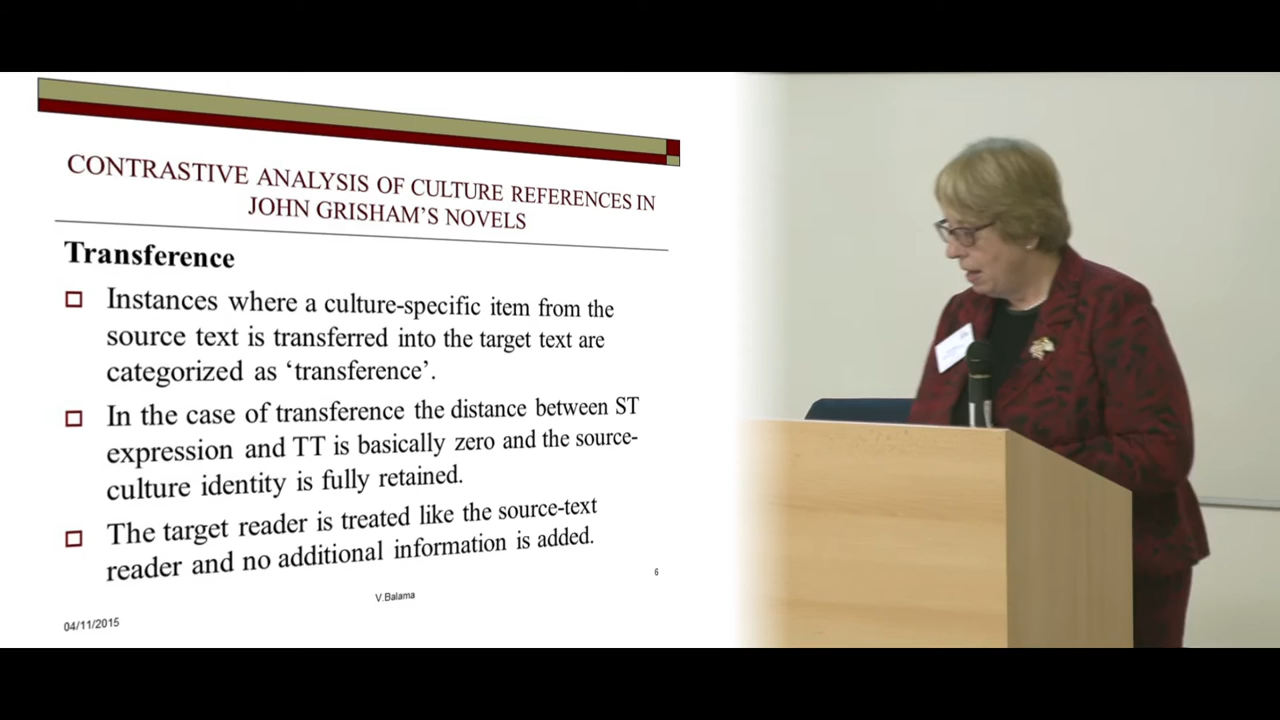 CONTRASTIVE ANALYSIS OF CULTURE REFERENCES IN
JOHN GRISHAM'S NOVELS
Transference
Instances where a culture-specific item from the
source text is transferred into the target text are
categorized as ‘transference’.
In the case of transference the distance between ST
expression and TT is basically zero and the source-
culture identity is fully retained.
The target reader is treated like the source-text
reader and no additional information is added.
6
V.Balama
04/11/2015